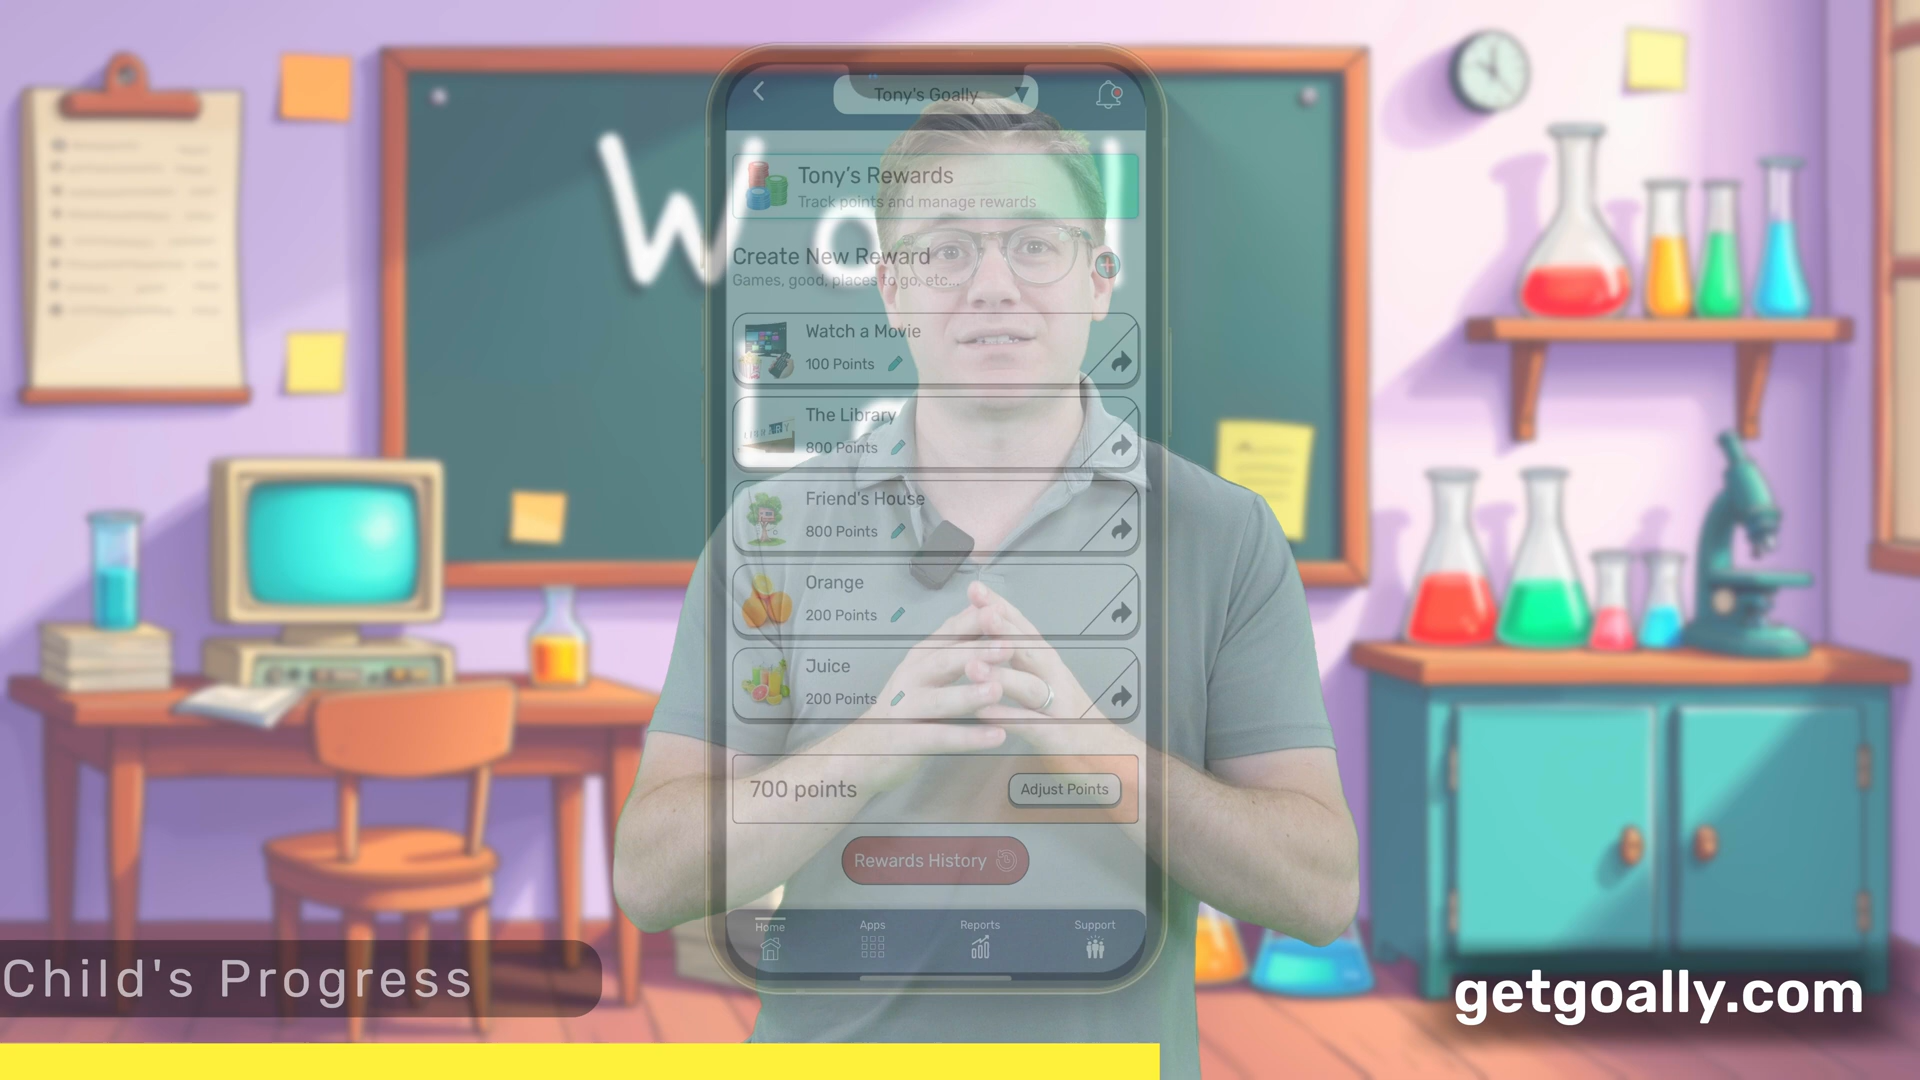 Tony's Goally
Tony's Rewards
Track points and manage rewards
Create New Reward
Games, good, places to go, etc...
Watch a Movie
100 Points
The Library
800 Points
LIBRARY
Friend's House
800 Points
Orange
200 Points
Juice
200 Points
700 points
Adjust Points
Rewards History
Home
Apps
Reports
Support
Child's Progress
getgoally.com